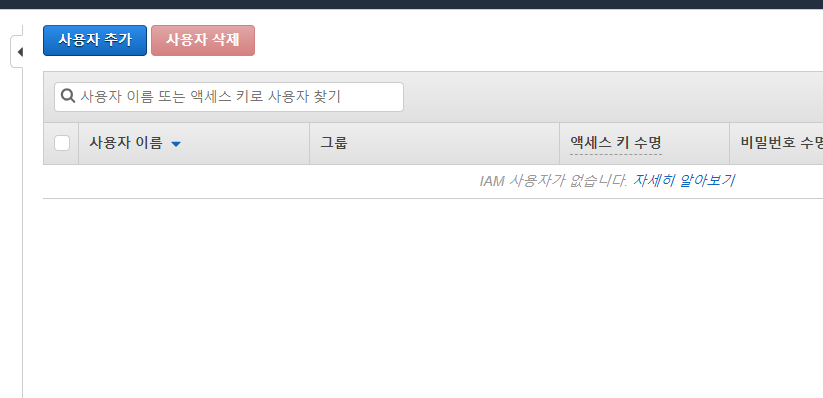 사용자 추가 사용자 삭제
사용자 이름 또는 액세스 키로 사용자 찾기
사용자 이름 그룹 액세스 키 수명 비밀번호 수명
IAM 사용자가 없습니다. 자세히 알아보기